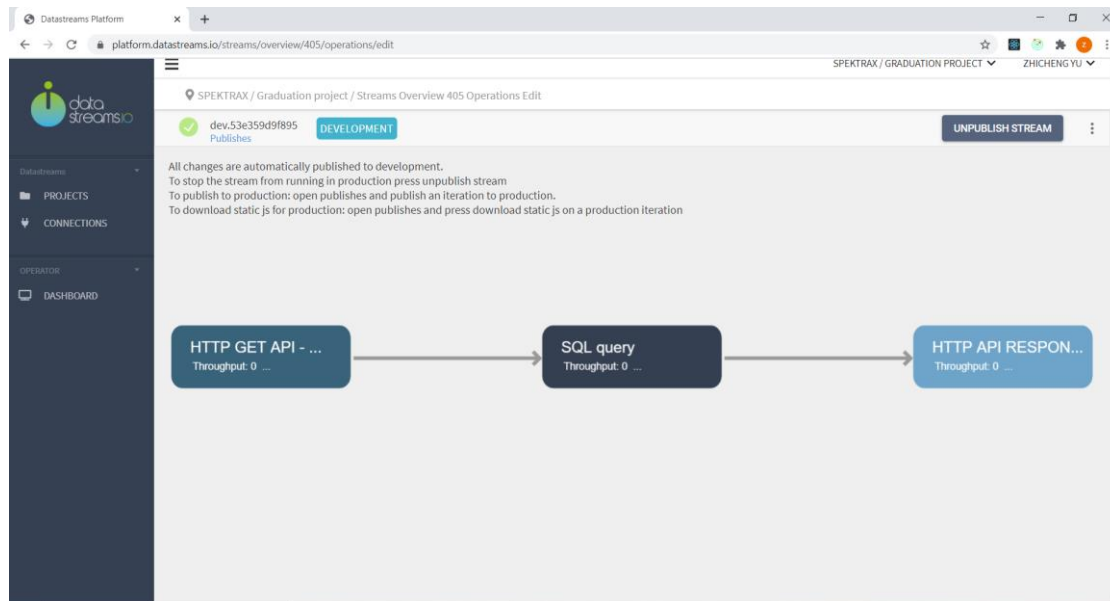 Datastreams Platform
platform.datastreams.io/streams/overview/405/operations/edit
SPEKTRAX / GRADUATION PROJECT
ZHICHENG YU
data
streams.io
SPEKTRAX / Graduation project / Streams Overview 405 Operations Edit
dev.53e359d9f895
Publishes
DEVELOPMENT
UNPUBLISH STREAM
Datastreams
PROJECTS
CONNECTIONS
OPERATOR
DASHBOARD
All changes are automatically published to development.
To stop the stream from running in production press unpublish stream
To publish to production: open publishes and publish an iteration to production.
To download static js for production: open publishes and press download static js on a production iteration
HTTP GET API - ...
Throughput: 0 ...
SQL query
Throughput: 0 ...
HTTP API RESPON...
Throughput: 0 ...